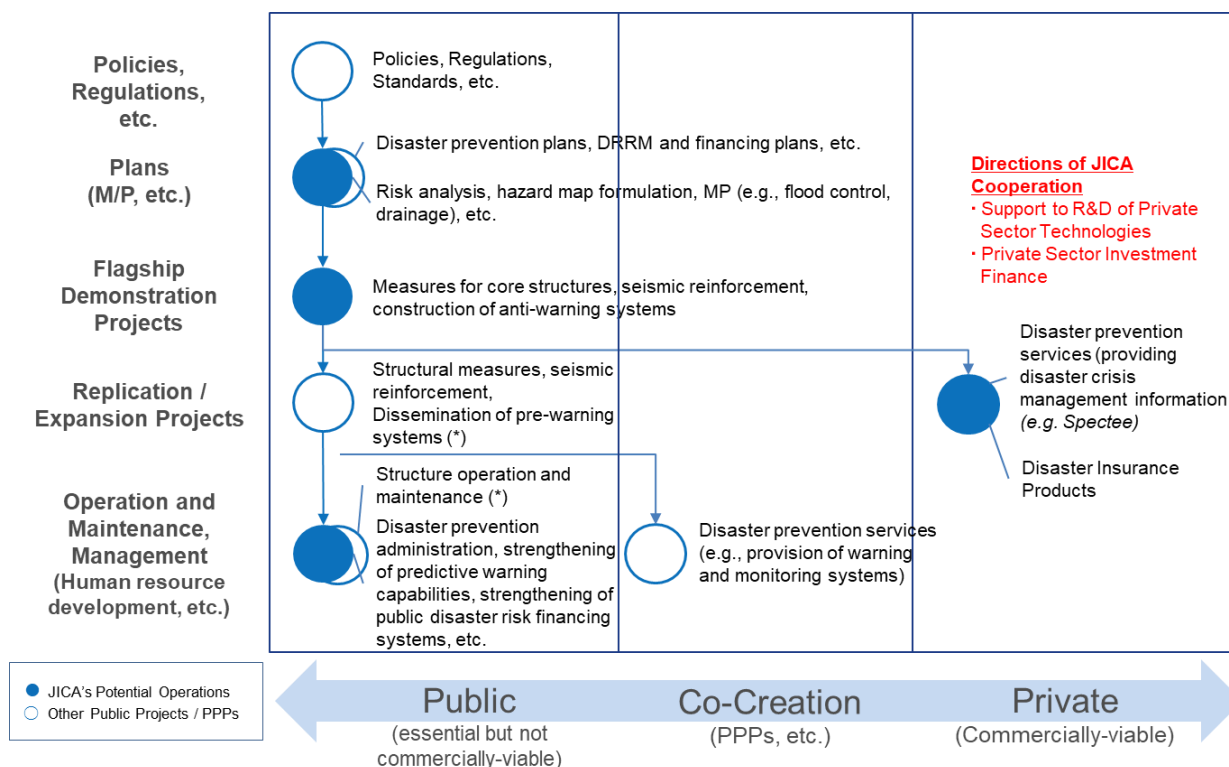 Policies,
Regulations,
etc.
Policies, Regulations,
Standards, etc.
Plans
(M/P, etc.)
Disaster prevention plans, DRRM and financing plans, etc.
Risk analysis, hazard map formulation, MP (e.g., flood control,
drainage), etc.
Directions of JICA
Cooperation
・Support to R&D of Private
Sector Technologies
・Private Sector Investment
Finance
Flagship
Demonstration
Projects
Measures for core structures, seismic reinforcement,
construction of anti-warning systems
Replication /
Expansion Projects
Structural measures, seismic
reinforcement,
Dissemination of pre-warning
systems (*)
Disaster prevention
services (providing
disaster crisis
management information
(e.g. Spectee)
Disaster Insurance
Products
Operation and
Maintenance,
Management
(Human resource
development, etc.)
Structure operation and
maintenance (*)
Disaster prevention
administration, strengthening
of predictive warning
capabilities, strengthening of
public disaster risk financing
systems, etc.
Disaster prevention services
(e.g., provision of warning
and monitoring systems)
JICA's Potential Operations
Other Public Projects / PPPs
Public
(essential but not
commercially-viable)
Co-Creation
(PPPs, etc.)
Private
(Commercially-viable)